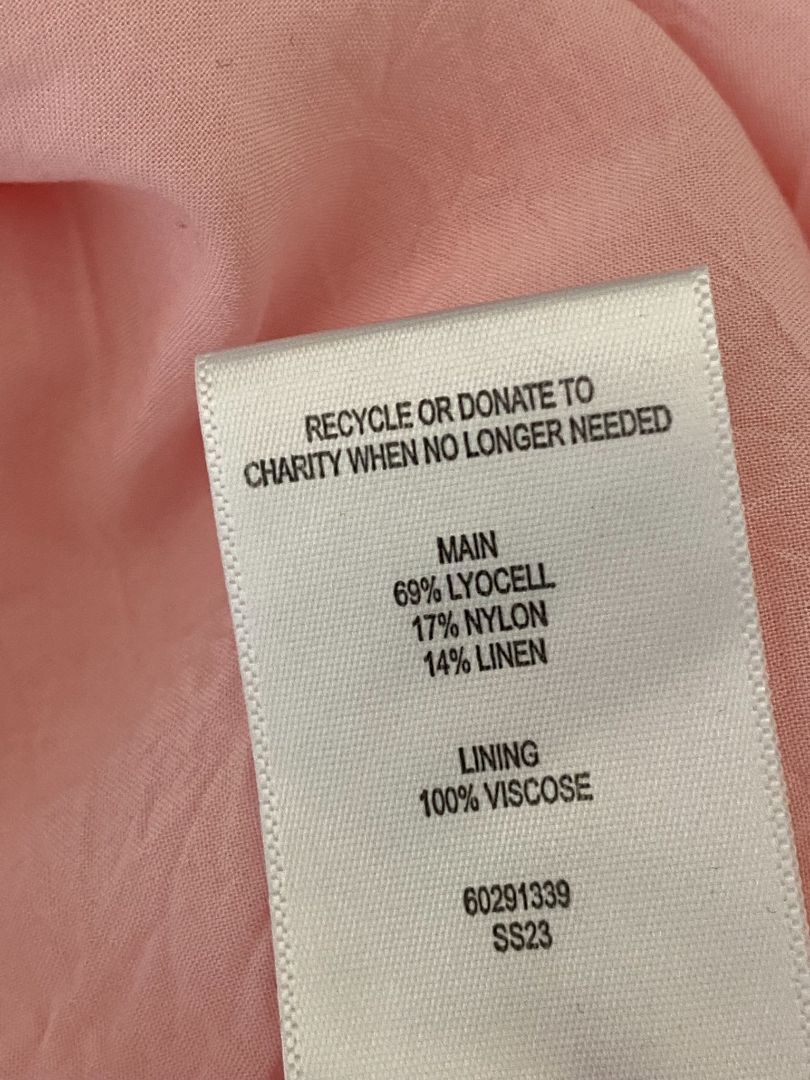 RECYCLE OR DONATE TO
CHARITY WHEN NO LONGER NEEDED
MAIN
69% LYOCELL
17% NYLON
14% LINEN
LINING
100% VISCOSE
60291339
SS23